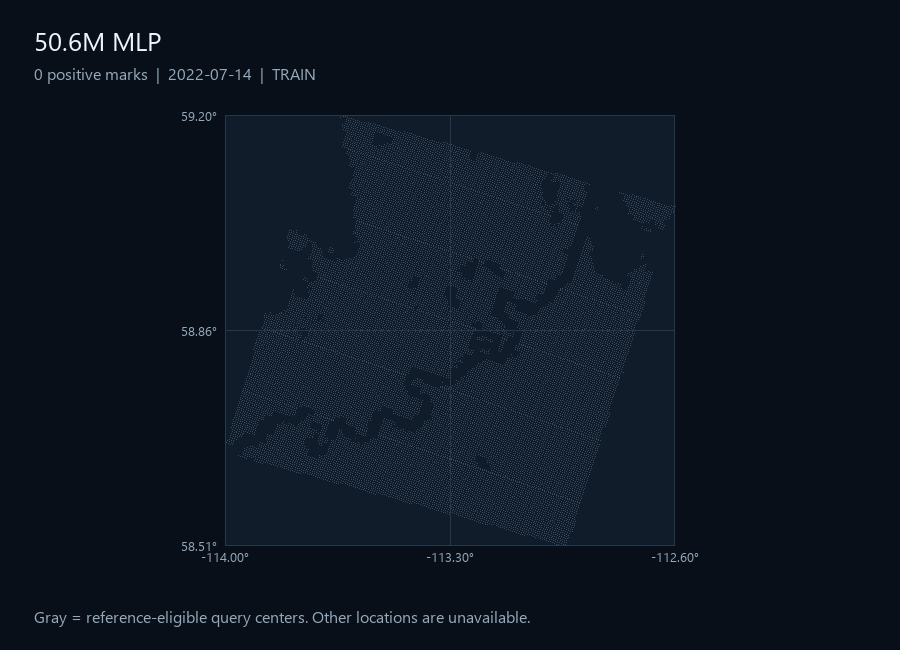 50.6M MLP
0 positive marks | 2022-07-14 | TRAIN
59.20°
58.86°
58.51°
-114.00° -113.30° -112.60°
Gray = reference-eligible query centers. Other locations are unavailable.